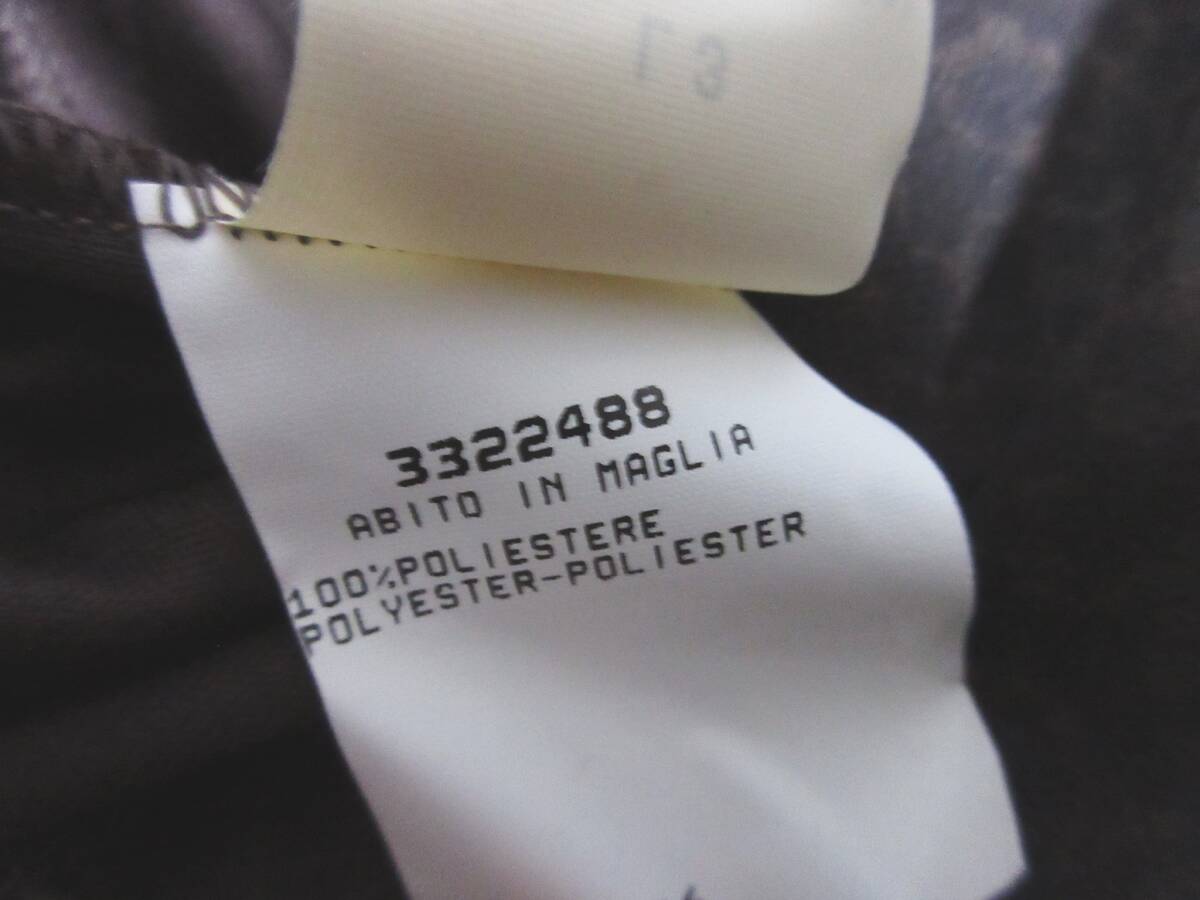 3322488
ABITO IN MAGLIA
100%POLIESTERE
POLYESTER-POLIESTER